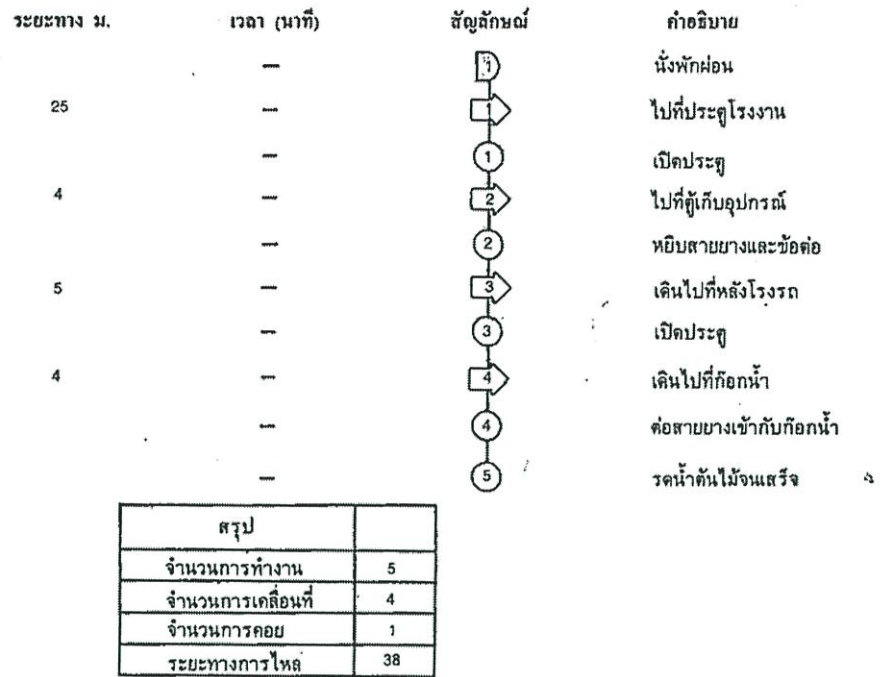 ระยะทาง ม. เวลา (นาที) สัญลักษณ์ คำอธิบาย
— 1 นั่งพักผ่อน
25 — 1 ไปที่ประตูโรงงาน
— 1 เปิดประตู
4 — 2 ไปที่ตู้เก็บอุปกรณ์
— 2 หยิบสายยางและข้อต่อ
5 — 3 เดินไปที่หลังโรงรถ
— 3 เปิดประตู
4 — 4 เดินไปที่ก๊อกน้ำ
— 4 ต่อสายยางเข้ากับก๊อกน้ำ
— 5 รดน้ำต้นไม้จนเสร็จ
สรุป
จำนวนการทำงาน 5
จำนวนการเคลื่อนที่ 4
จำนวนการคอย 1
ระยะทางการไหล 38